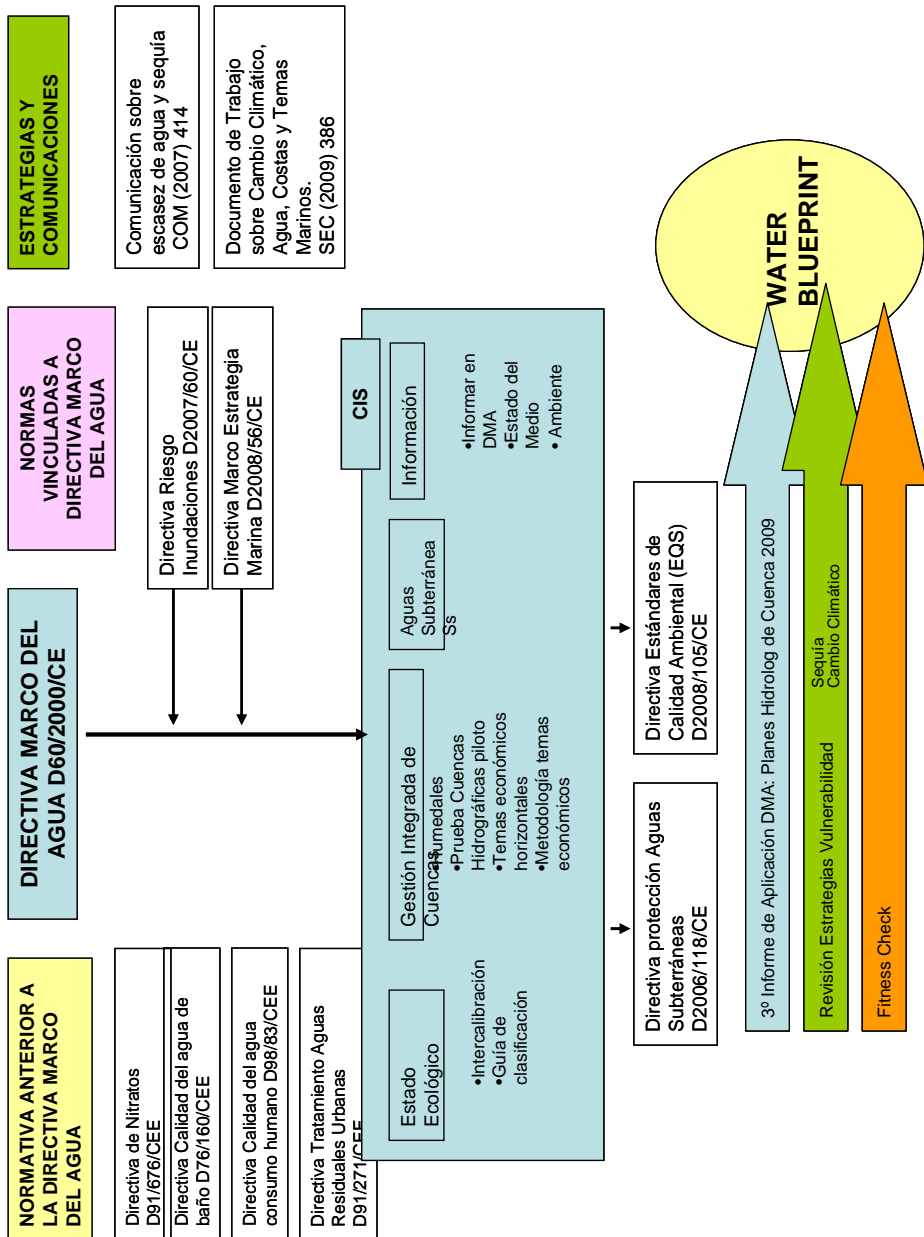 NORMATIVA ANTERIOR A
LA DIRECTIVA MARCO
DEL AGUA
Directiva de Nitratos
D91/676/CEE
Directiva Calidad del agua de
baño D76/160/CEE
Directiva Calidad del agua
consumo humano D98/83/CEE
Directiva Tratamiento Aguas
Residuales Urbanas
D91/271/CEE
DIRECTIVA MARCO DEL
AGUA D60/2000/CE
NORMAS
VINCULADAS A
DIRECTIVA MARCO
DEL AGUA
Directiva Riesgo
Inundaciones D2007/60/CE
Directiva Marco Estrategia
Marina D2008/56/CE
ESTRATEGIAS Y
COMUNICACIONES
Comunicación sobre
escasez de agua y sequía
COM (2007) 414
Documento de Trabajo
sobre Cambio Climático,
Agua, Costas y Temas
Marinos.
SEC (2009) 386
CIS
Estado
Ecológico
•Intercalibración
•Guía de
clasificación
Gestión Integrada de
Cuencas
•Humedales
•Prueba Cuencas
Hidrográficas piloto
•Temas económicos
horizontales
•Metodología temas
económicos
Aguas
Subterránea
Ss
Información
•Informar en
DMA
•Estado del
Medio
• Ambiente
Directiva protección Aguas
Subterráneas
D2006/118/CE
Directiva Estándares de
Calidad Ambiental (EQS)
D2008/105/CE
3º Informe de Aplicación DMA: Planes Hidrolog de Cuenca 2009
Revisión Estrategias Vulnerabilidad
Sequía
Cambio Climático
Fitness Check
WATER
BLUEPRINT